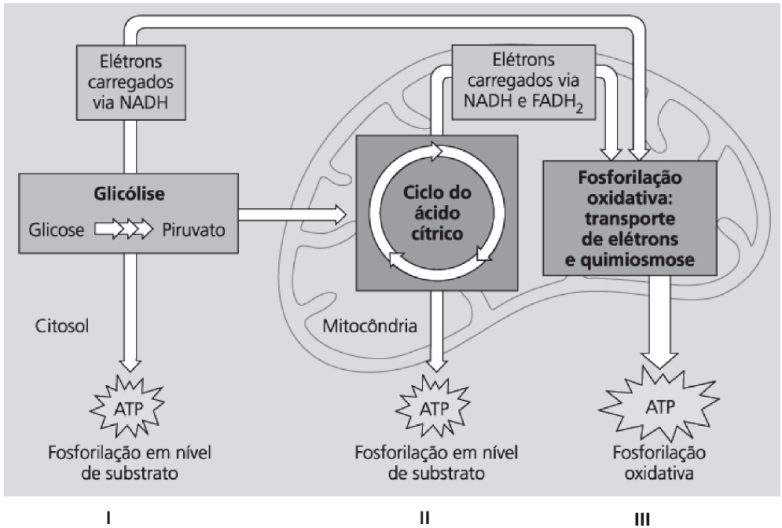 Elétrons
carregados
via NADH
Elétrons
carregados via
NADH e FADH₂
Glicólise
Glicose Piruvato
Ciclo do
ácido
cítrico
Fosforilação
oxidativa:
transporte
de elétrons
e quimiosmose
Citosol
Mitocôndria
ATP
ATP
ATP
Fosforilação em nível
de substrato
Fosforilação em nível
de substrato
Fosforilação
oxidativa
I
II
III